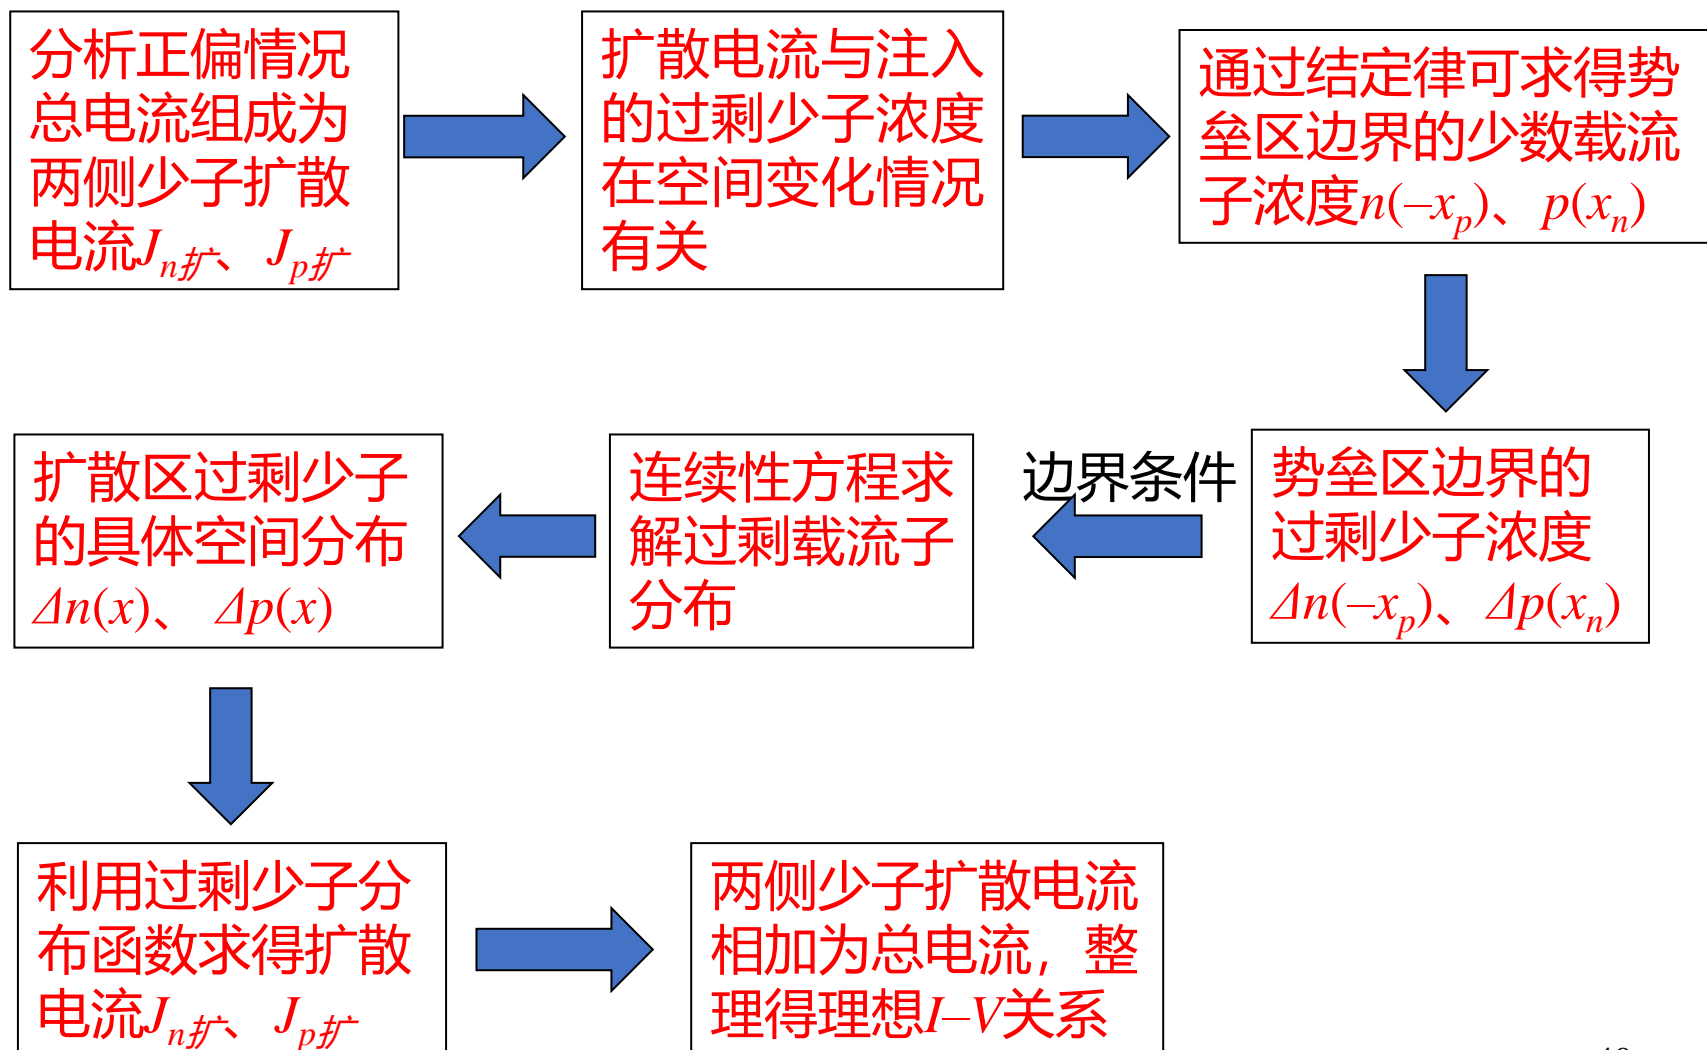 分析正偏情况
总电流组成为
两侧少子扩散
电流Jn扩、Jp扩
扩散电流与注入
的过剩少子浓度
在空间变化情况
有关
通过结定律可求得势
垒区边界的少数载流
子浓度n(–xp)、p(xn)
边界条件
势垒区边界的
过剩少子浓度
Δn(–xp)、Δp(xn)
连续性方程求
解过剩载流子
分布
扩散区过剩少子
的具体空间分布
Δn(x)、 Δp(x)
利用过剩少子分
布函数求得扩散
电流Jn扩、Jp扩
两侧少子扩散电流
相加为总电流，整
理得理想I–V关系